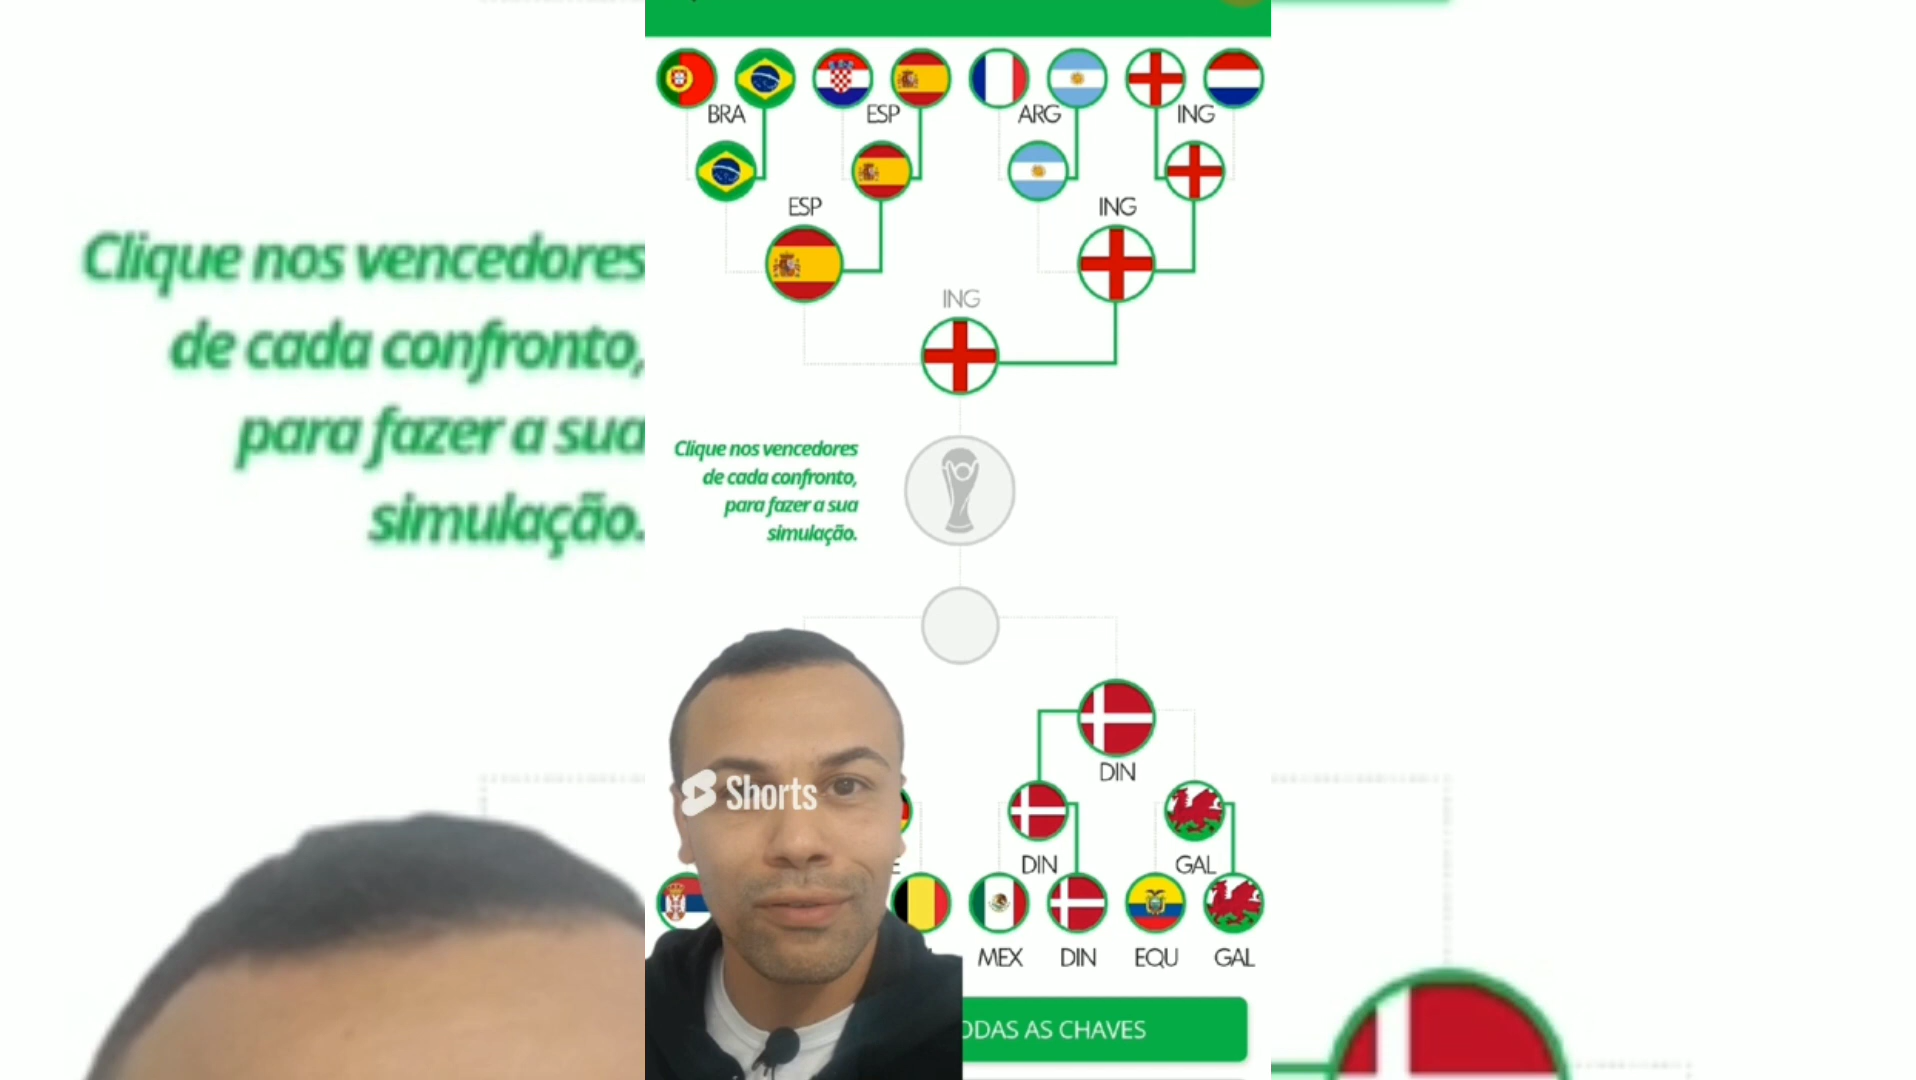 BRA
ESP
ARG
ING
ESP
ING
ING
Clique nos vencedores
de cada confronto,
para fazer a sua
simulação.
Clique nos vencedores
de cada confronto,
para fazer a sua
simulação.
DIN
Shorts
DIN
GAL
MEX
DIN
EQU
GAL
ODAS AS CHAVES